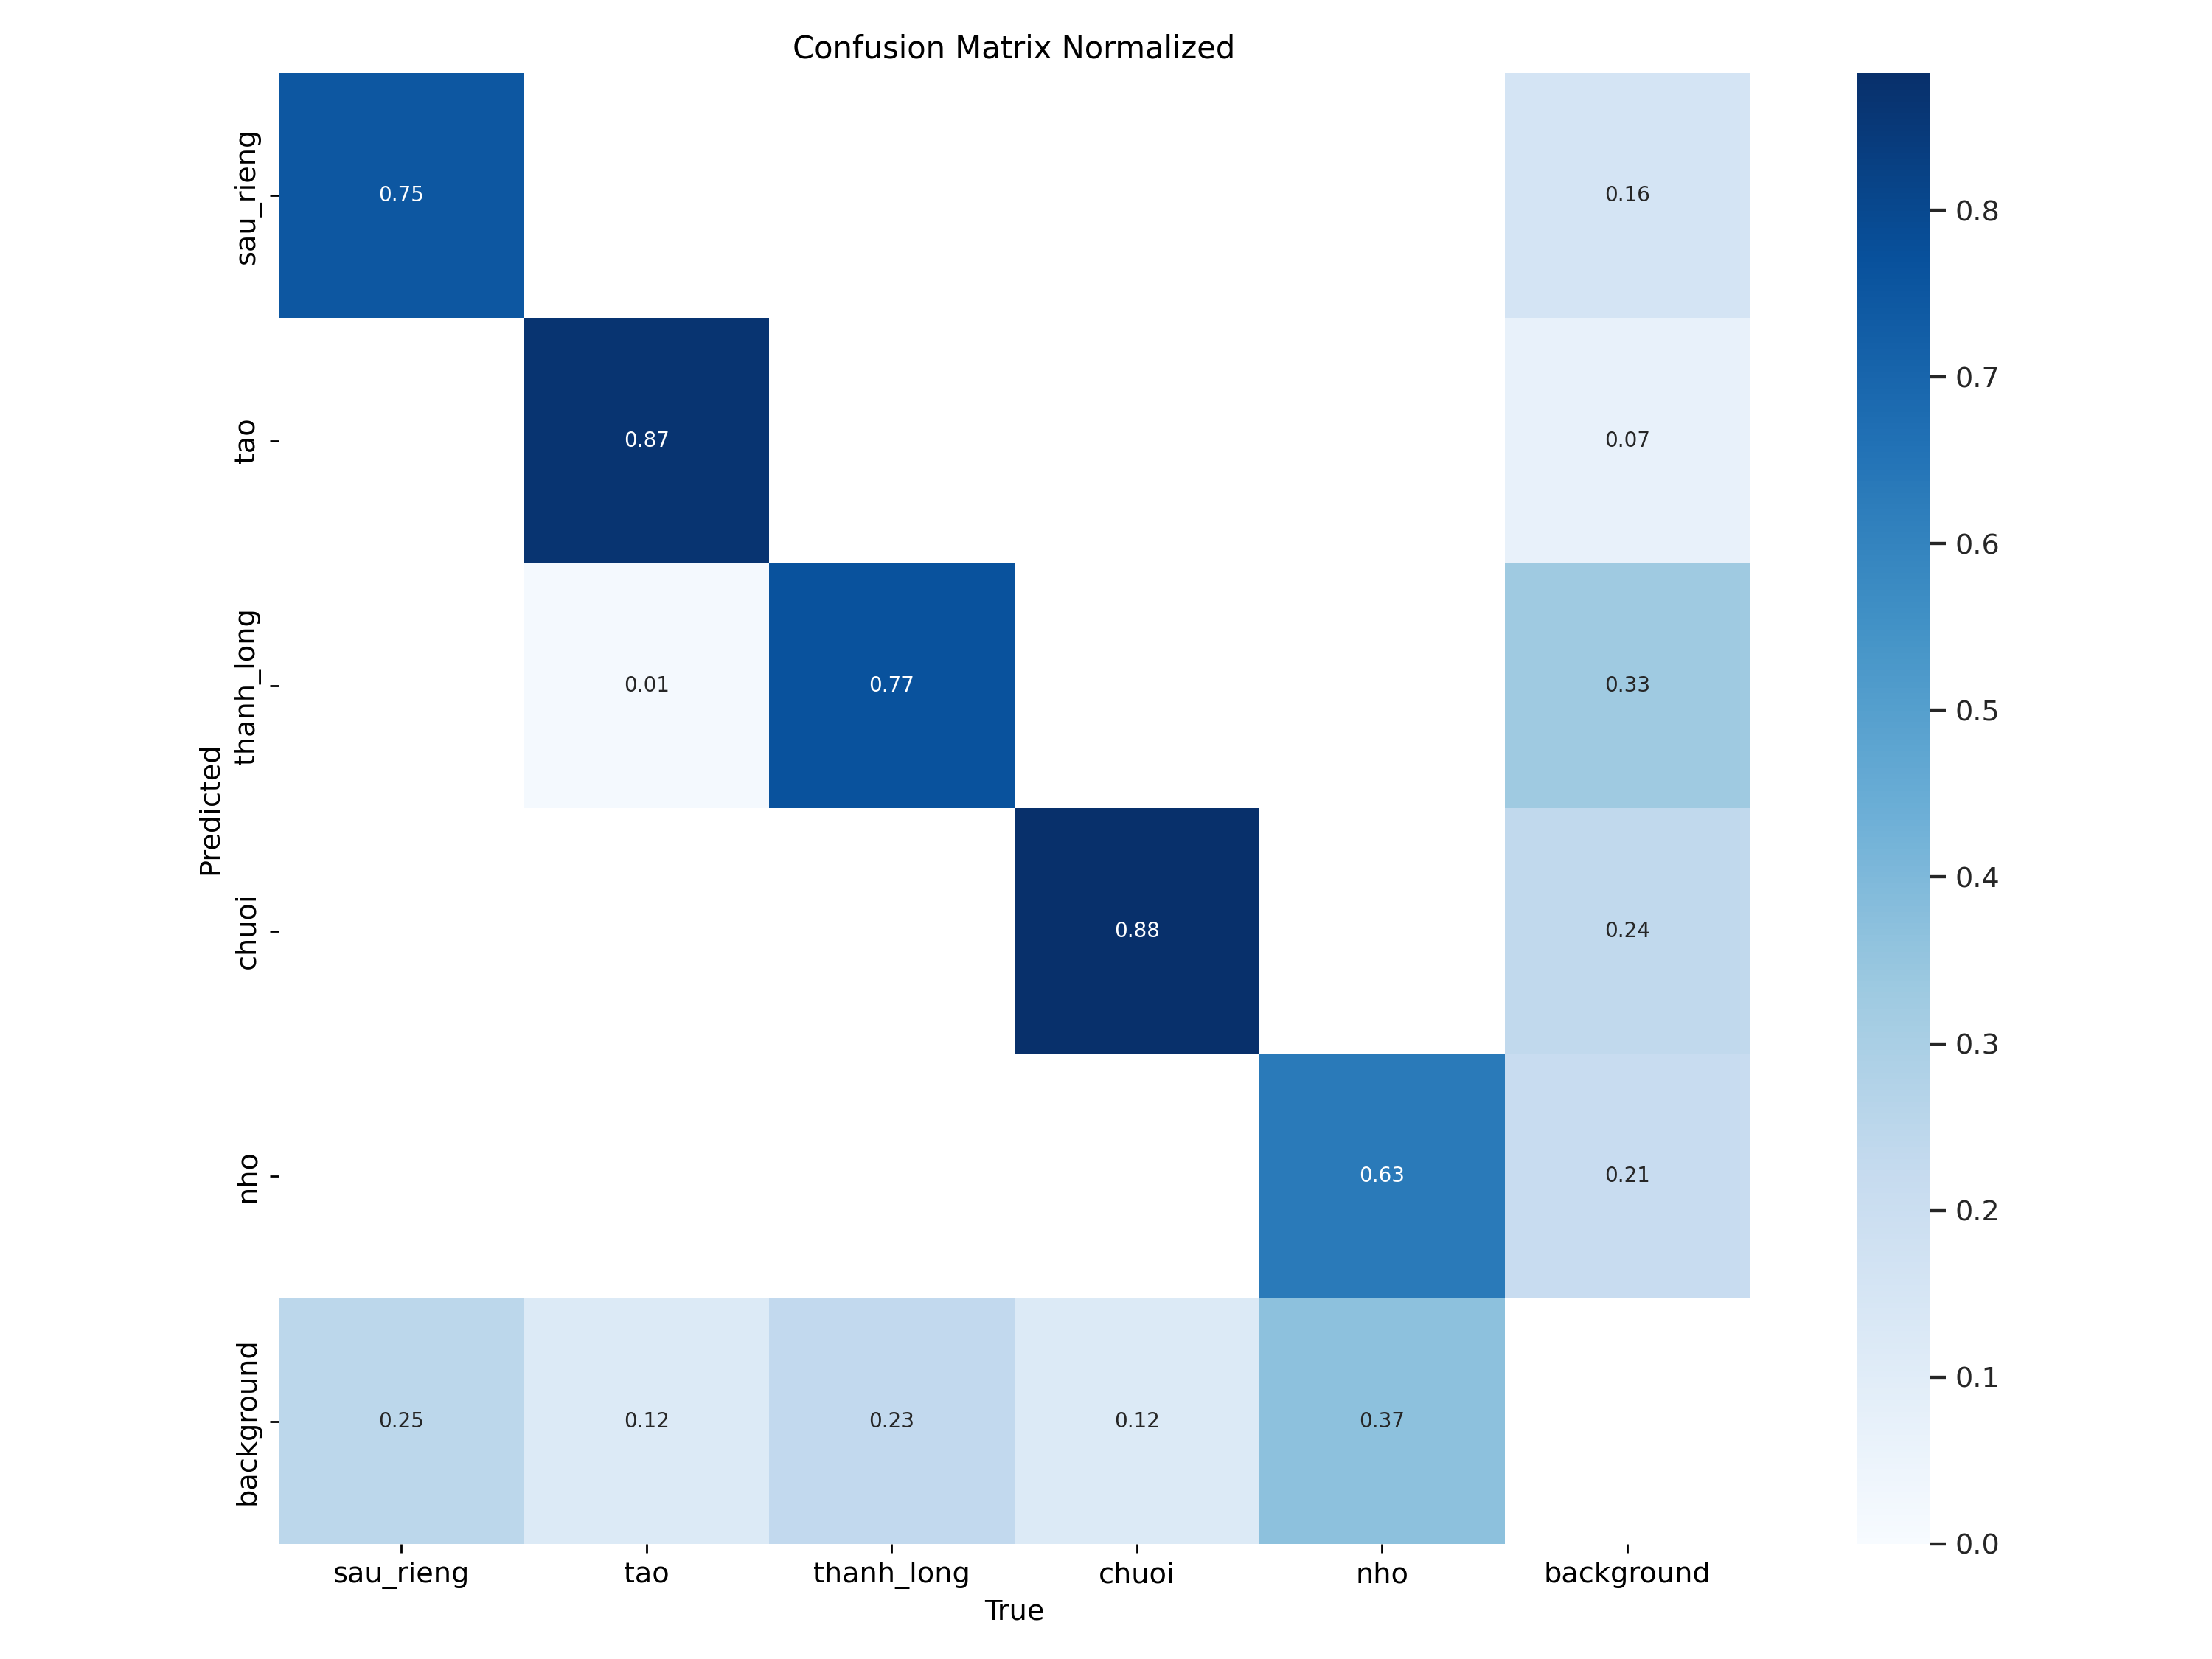 Confusion Matrix Normalized
sau_rieng
0.75
0.16
tao
0.87
0.07
thanh_long
0.01
0.77
0.33
chuoi
0.88
0.24
nho
0.63
0.21
background
0.25
0.12
0.23
0.12
0.37
Predicted
sau_rieng
tao
thanh_long
chuoi
nho
background
True
0.8
0.7
0.6
0.5
0.4
0.3
0.2
0.1
0.0